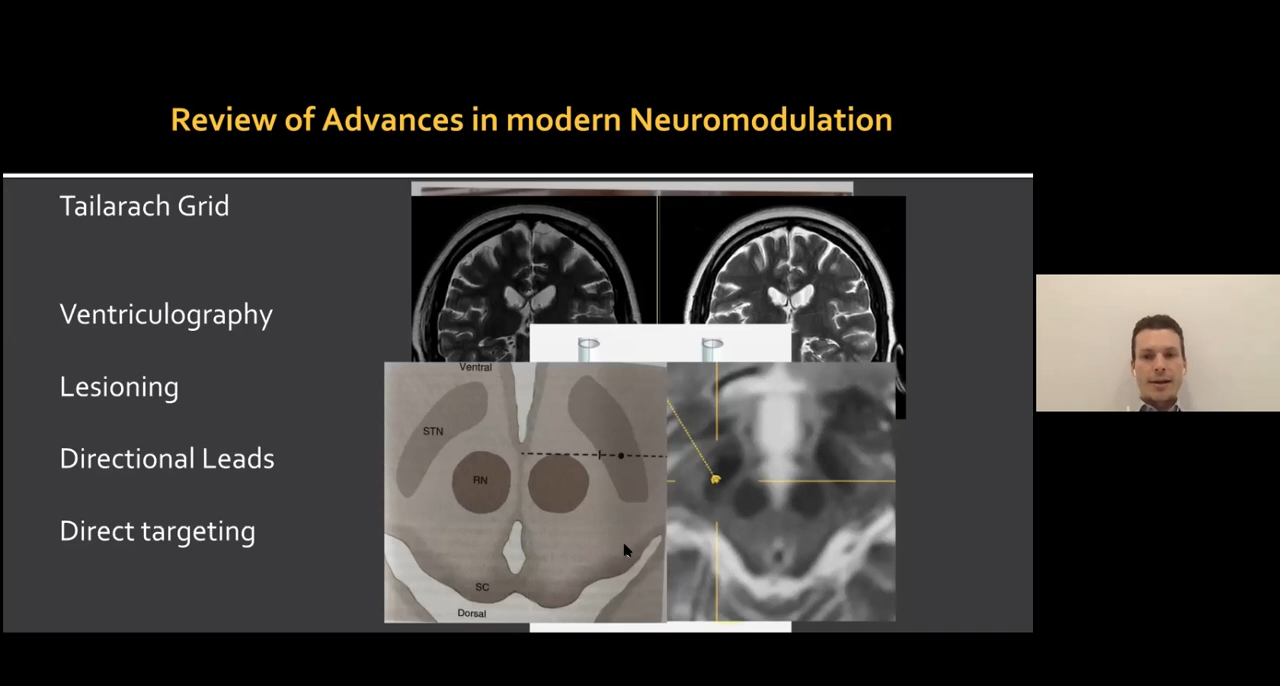 Review of Advances in modern Neuromodulation
Tailarach Grid
Ventriculography
Lesioning
Directional Leads
Direct targeting
Ventral
STN
RN
SC
Dorsal